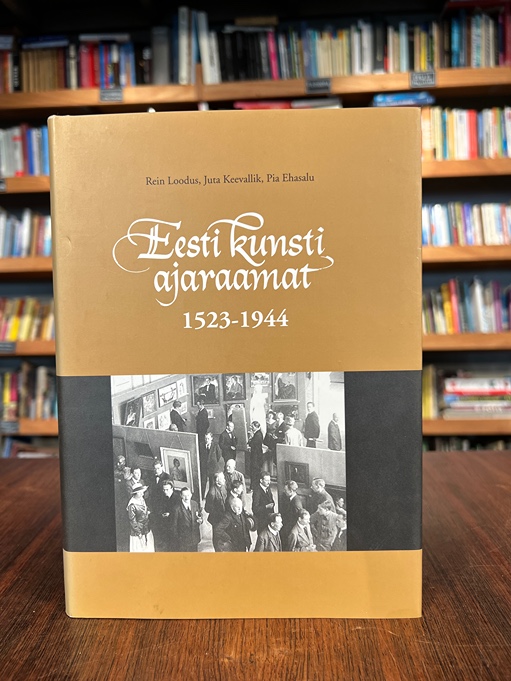 Rein Loodus, Juta Keevallik, Pia Ehasalu
Eesti kunsti
ajaraamat
1523-1944